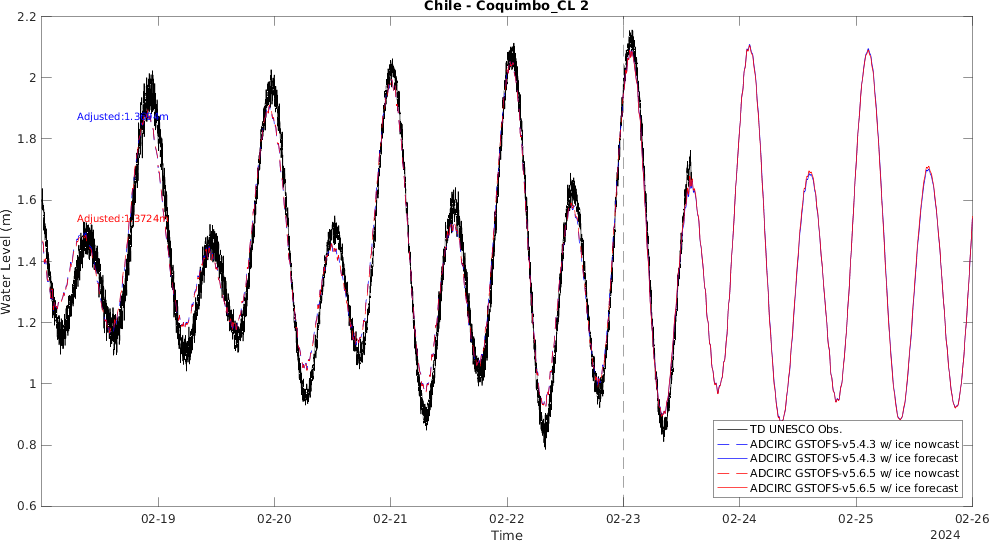 Chile - Coquimbo_CL 2
2.2
2
1.8
1.6
1.4
1.2
1
0.8
0.6
Water Level (m)
Adjusted:1.3724m
TD UNESCO Obs.
ADCIRC GSTOFS-v5.4.3 w/ ice nowcast
ADCIRC GSTOFS-v5.4.3 w/ ice forecast
ADCIRC GSTOFS-v5.6.5 w/ ice nowcast
ADCIRC GSTOFS-v5.6.5 w/ ice forecast
02-19
02-20
02-21
02-22
02-23
02-24
02-25
02-26
Time
2024